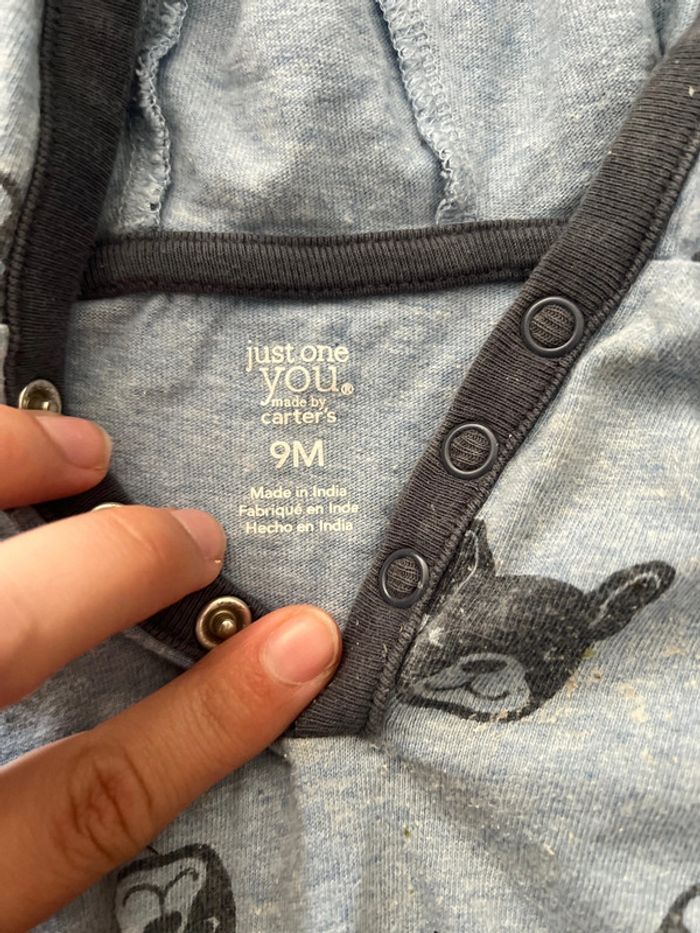 just one
you®
made by
carter's
9M
Made in India
Fabriqué en Inde
Hecho en India